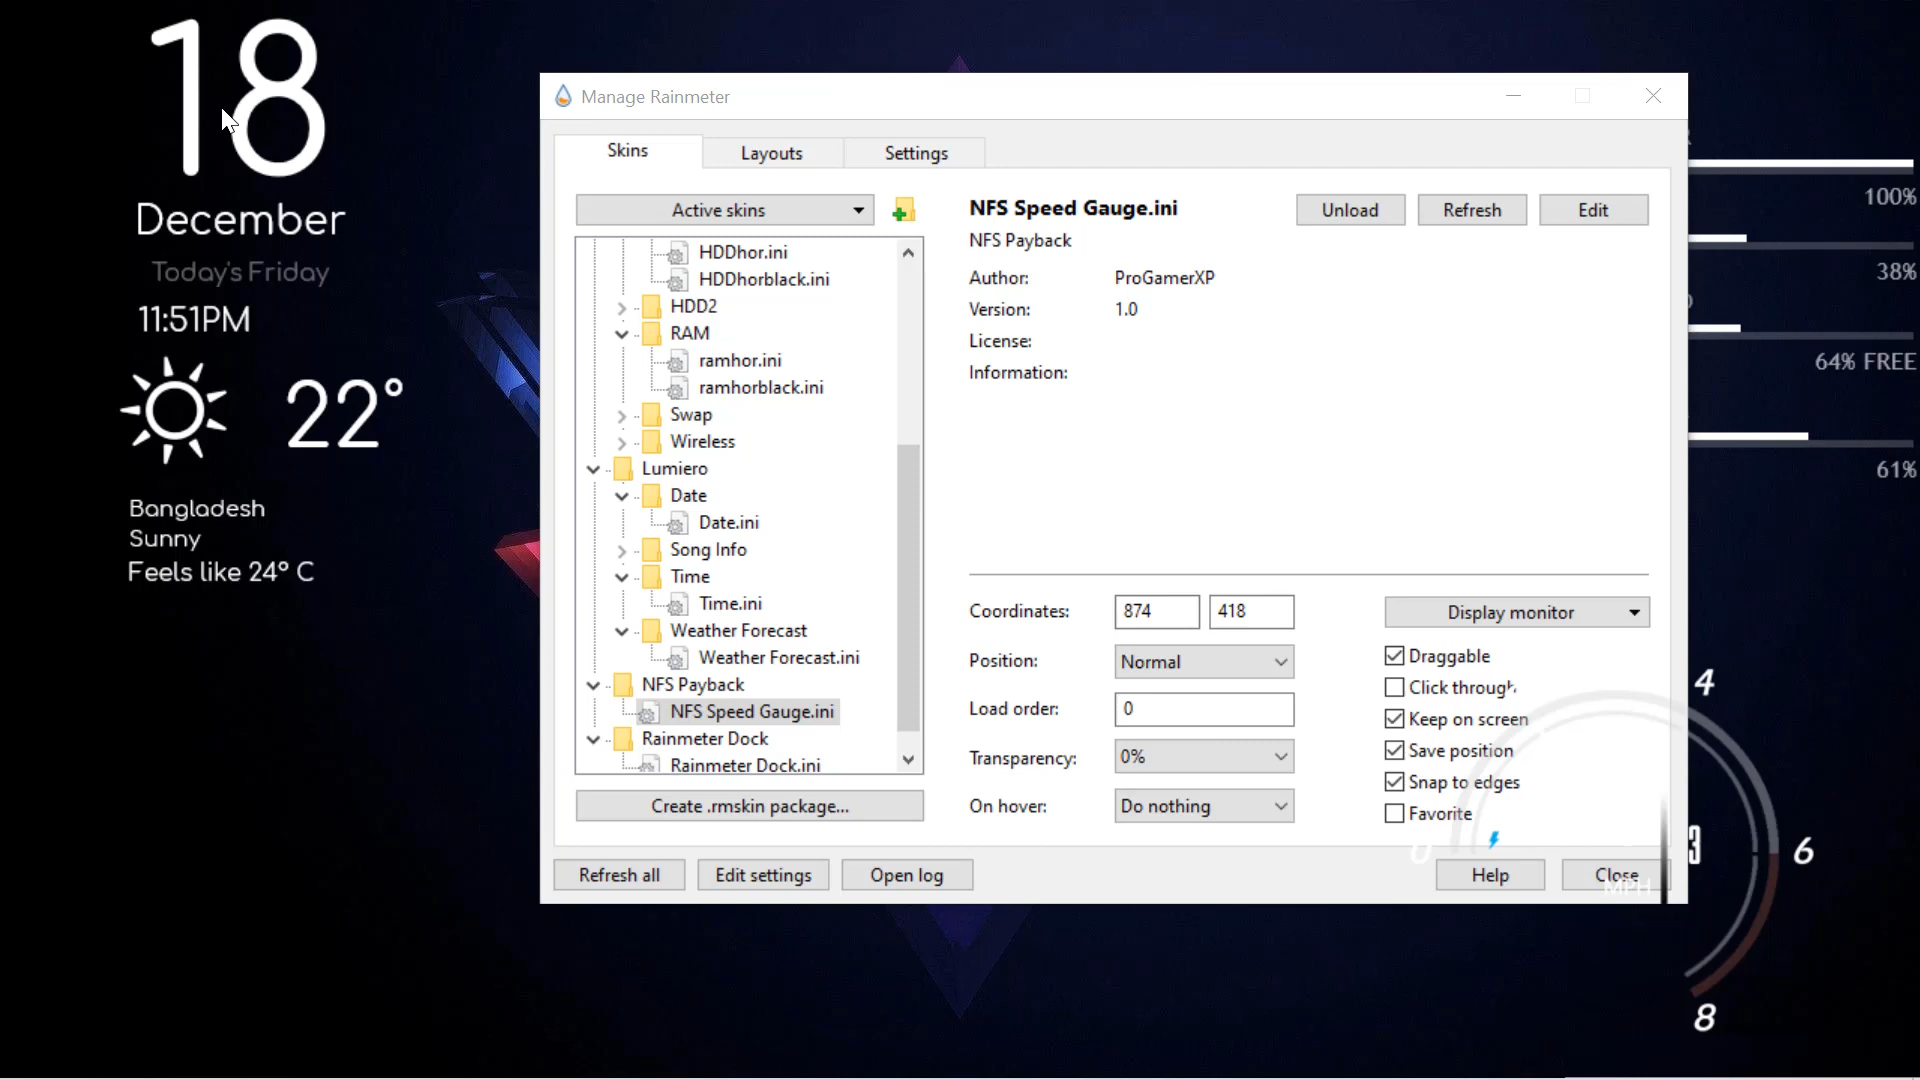 18
December
Today's Friday
11:51PM
22°
Bangladesh
Sunny
Feels like 24° C
Manage Rainmeter
Skins
Layouts
Settings
Active skins
HDDhor.ini
HDDhorblack.ini
HDD2
RAM
ramhor.ini
ramhorblack.ini
Swap
Wireless
Lumiero
Date
Date.ini
Song Info
Time
Time.ini
Weather Forecast
Weather Forecast.ini
NFS Payback
NFS Speed Gauge.ini
Rainmeter Dock
Rainmeter Dock.ini
Create .rmskin package...
Refresh all
Edit settings
Open log
NFS Speed Gauge.ini
Unload
Refresh
Edit
NFS Payback
Author: ProGamerXP
Version: 1.0
License:
Information:
Coordinates: 874 418
Display monitor
Position: Normal
Load order: 0
Transparency: 0%
On hover: Do nothing
Draggable
Click through
Keep on screen
Save position
Snap to edges
Favorite
Help
Close
100%
38%
64% FREE
61%
4
6
8
0
3
MPH